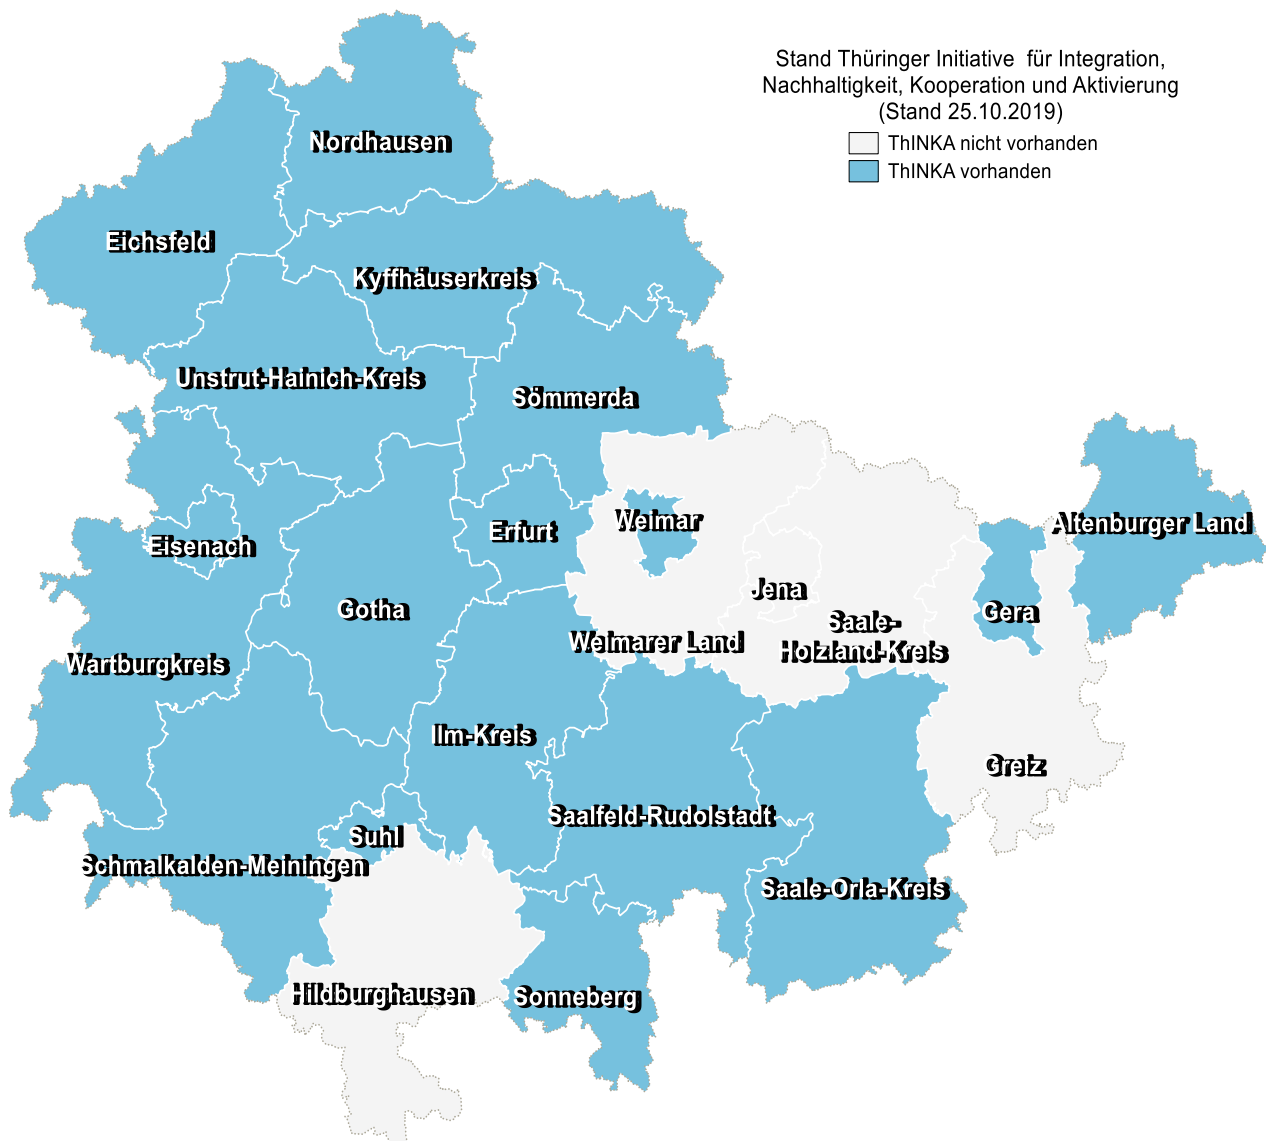 Stand Thüringer Initiative  für Integration,
Nachhaltigkeit, Kooperation und Aktivierung
(Stand 25.10.2019)
ThINKA nicht vorhanden
ThINKA vorhanden
Nordhausen
Eichsfeld
Kyffhäuserkreis
Unstrut-Hainich-Kreis
Sömmerda
Weimar
Altenburger Land
Erfurt
Eisenach
Jena
Gotha
Gera
Saale-
Holzland-Kreis
Weimarer Land
Wartburgkreis
Ilm-Kreis
Greiz
Saalfeld-Rudolstadt
Suhl
Schmalkalden-Meiningen
Saale-Orla-Kreis
Hildburghausen
Sonneberg